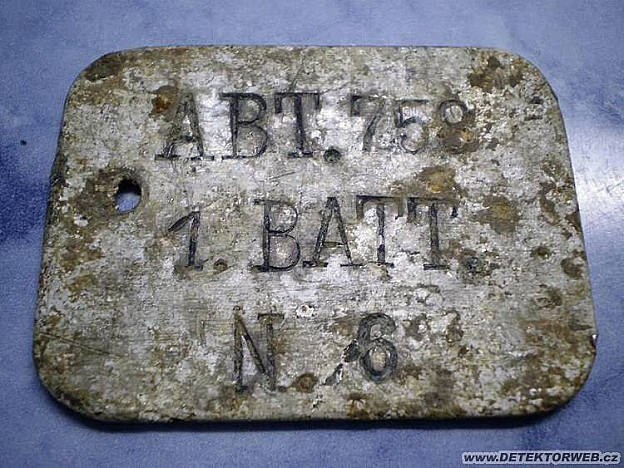 ABT. 758
1. BATT.
N. 6
WWW.DETEKTORWEB.CZ